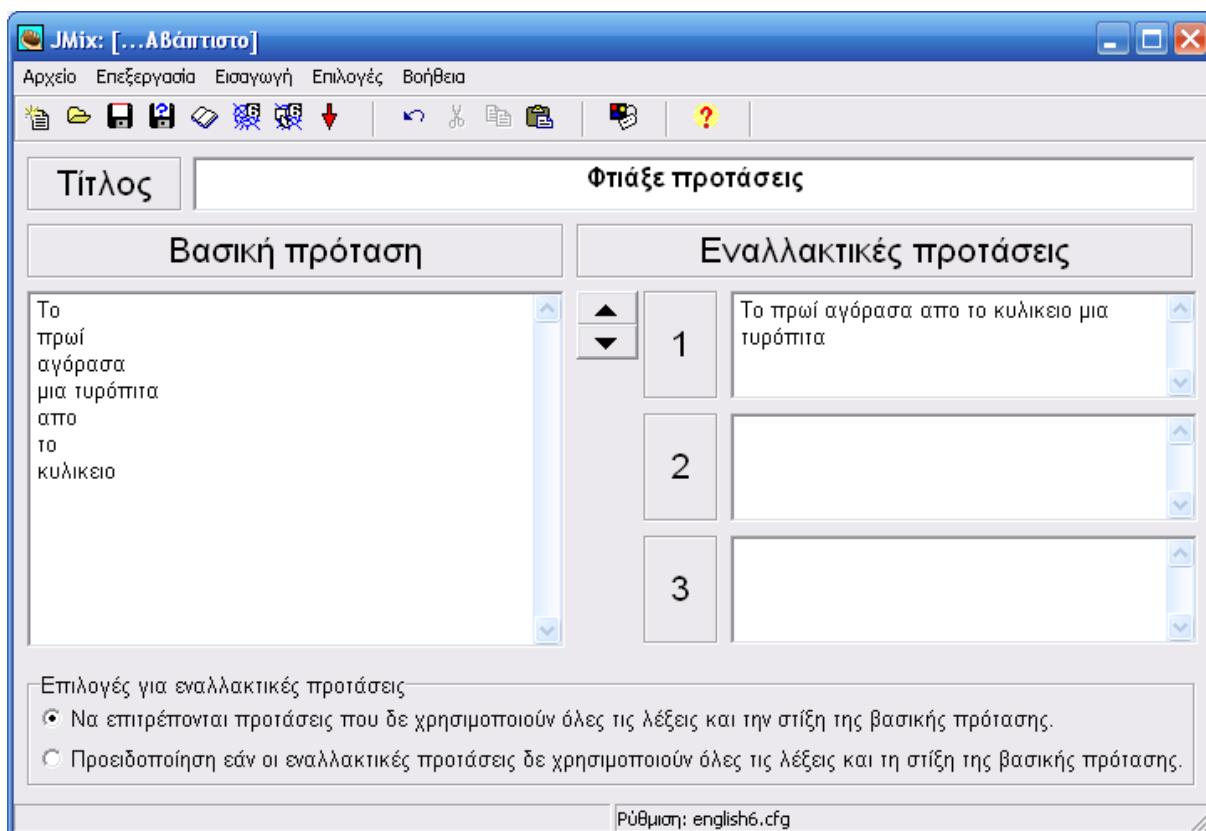 JMix: [...Αβάπτιστο]
Αρχείο Επεξεργασία Εισαγωγή Επιλογές Βοήθεια
Τίτλος
Φτιάξε προτάσεις
Βασική πρόταση
Εναλλακτικές προτάσεις
Το
πρωί
αγόρασα
μια τυρόπιτα
απο
το
κυλικειο
1
Το πρωί αγόρασα απο το κυλικειο μια
τυρόπιτα
2
3
Επιλογές για εναλλακτικές προτάσεις
Να επιτρέπονται προτάσεις που δε χρησιμοποιούν όλες τις λέξεις και την στίξη της βασικής πρότασης.
Προειδοποίηση εάν οι εναλλακτικές προτάσεις δε χρησιμοποιούν όλες τις λέξεις και τη στίξη της βασικής πρότασης.
Ρύθμιση: english6.cfg